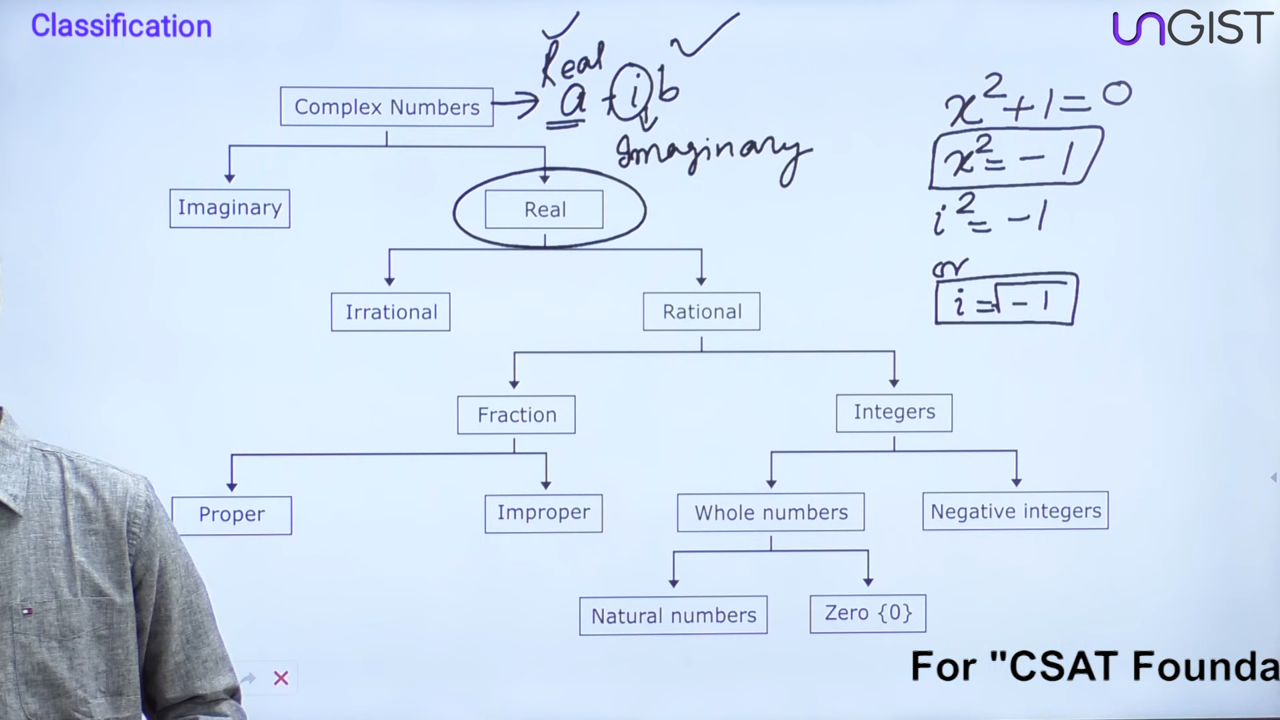 Classification
UNGIST
Real
Complex Numbers → a + i b
Imaginary
x² + 1 = 0
x² = - 1
i² = - 1
or
i = √-1
Imaginary
Real
Irrational
Rational
Fraction
Integers
Proper
Improper
Whole numbers
Negative integers
Natural numbers
Zero {0}
For "CSAT Founda